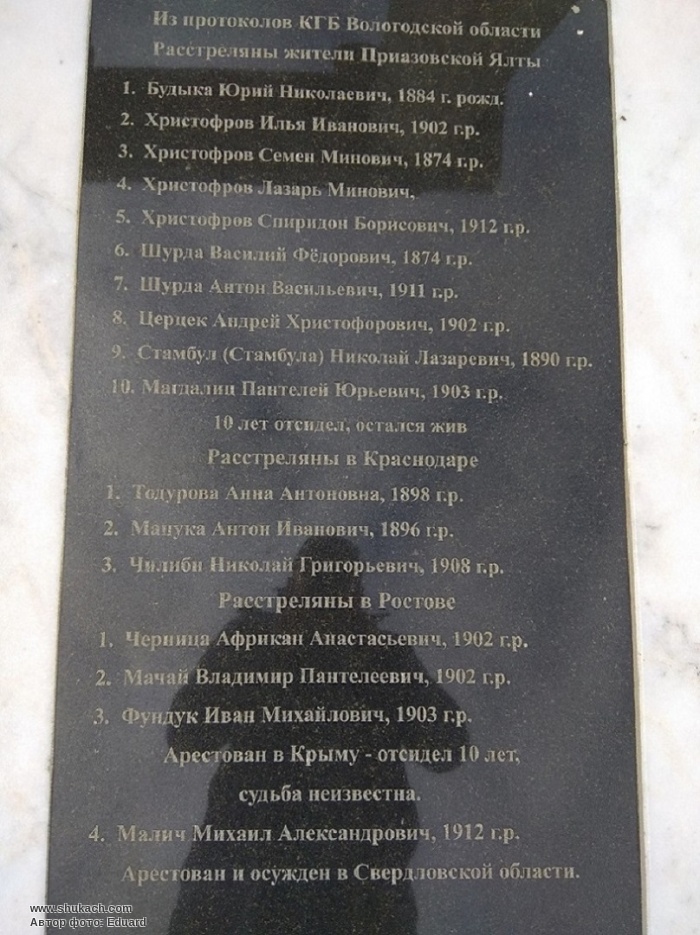 Из протоколов КГБ Вологодской области
Расстреляны жители Приазовской Ялты
1. Будыка Юрий Николаевич, 1884 г. рожд.
2. Христофров Илья Иванович, 1902 г.р.
3. Христофров Семен Минович, 1874 г.р.
4. Христофров Лазарь Минович,
5. Христофров Спиридон Борисович, 1912 г.р.
6. Шурда Василий Фёдорович, 1874 г.р.
7. Шурда Антон Васильевич, 1911 г.р.
8. Церцек Андрей Христофорович, 1902 г.р.
9. Стамбул (Стамбула) Николай Лазаревич, 1890 г.р.
10. Магдалиц Пантелей Юрьевич, 1903 г.р.
10 лет отсидел, остался жив
Расстреляны в Краснодаре
1. Тодурова Анна Антоновна, 1898 г.р.
2. Мацука Антон Иванович, 1896 г.р.
3. Чилиби Николай Григорьевич, 1908 г.р.
Расстреляны в Ростове
1. Черница Африкан Анастасьевич, 1902 г.р.
2. Мачай Владимир Пантелеевич, 1902 г.р.
3. Фундук Иван Михайлович, 1903 г.р.
Арестован в Крыму - отсидел 10 лет,
судьба неизвестна.
4. Малич Михаил Александрович, 1912 г.р.
Арестован и осужден в Свердловской области.
www.shukach.com
Автор фото: Eduard